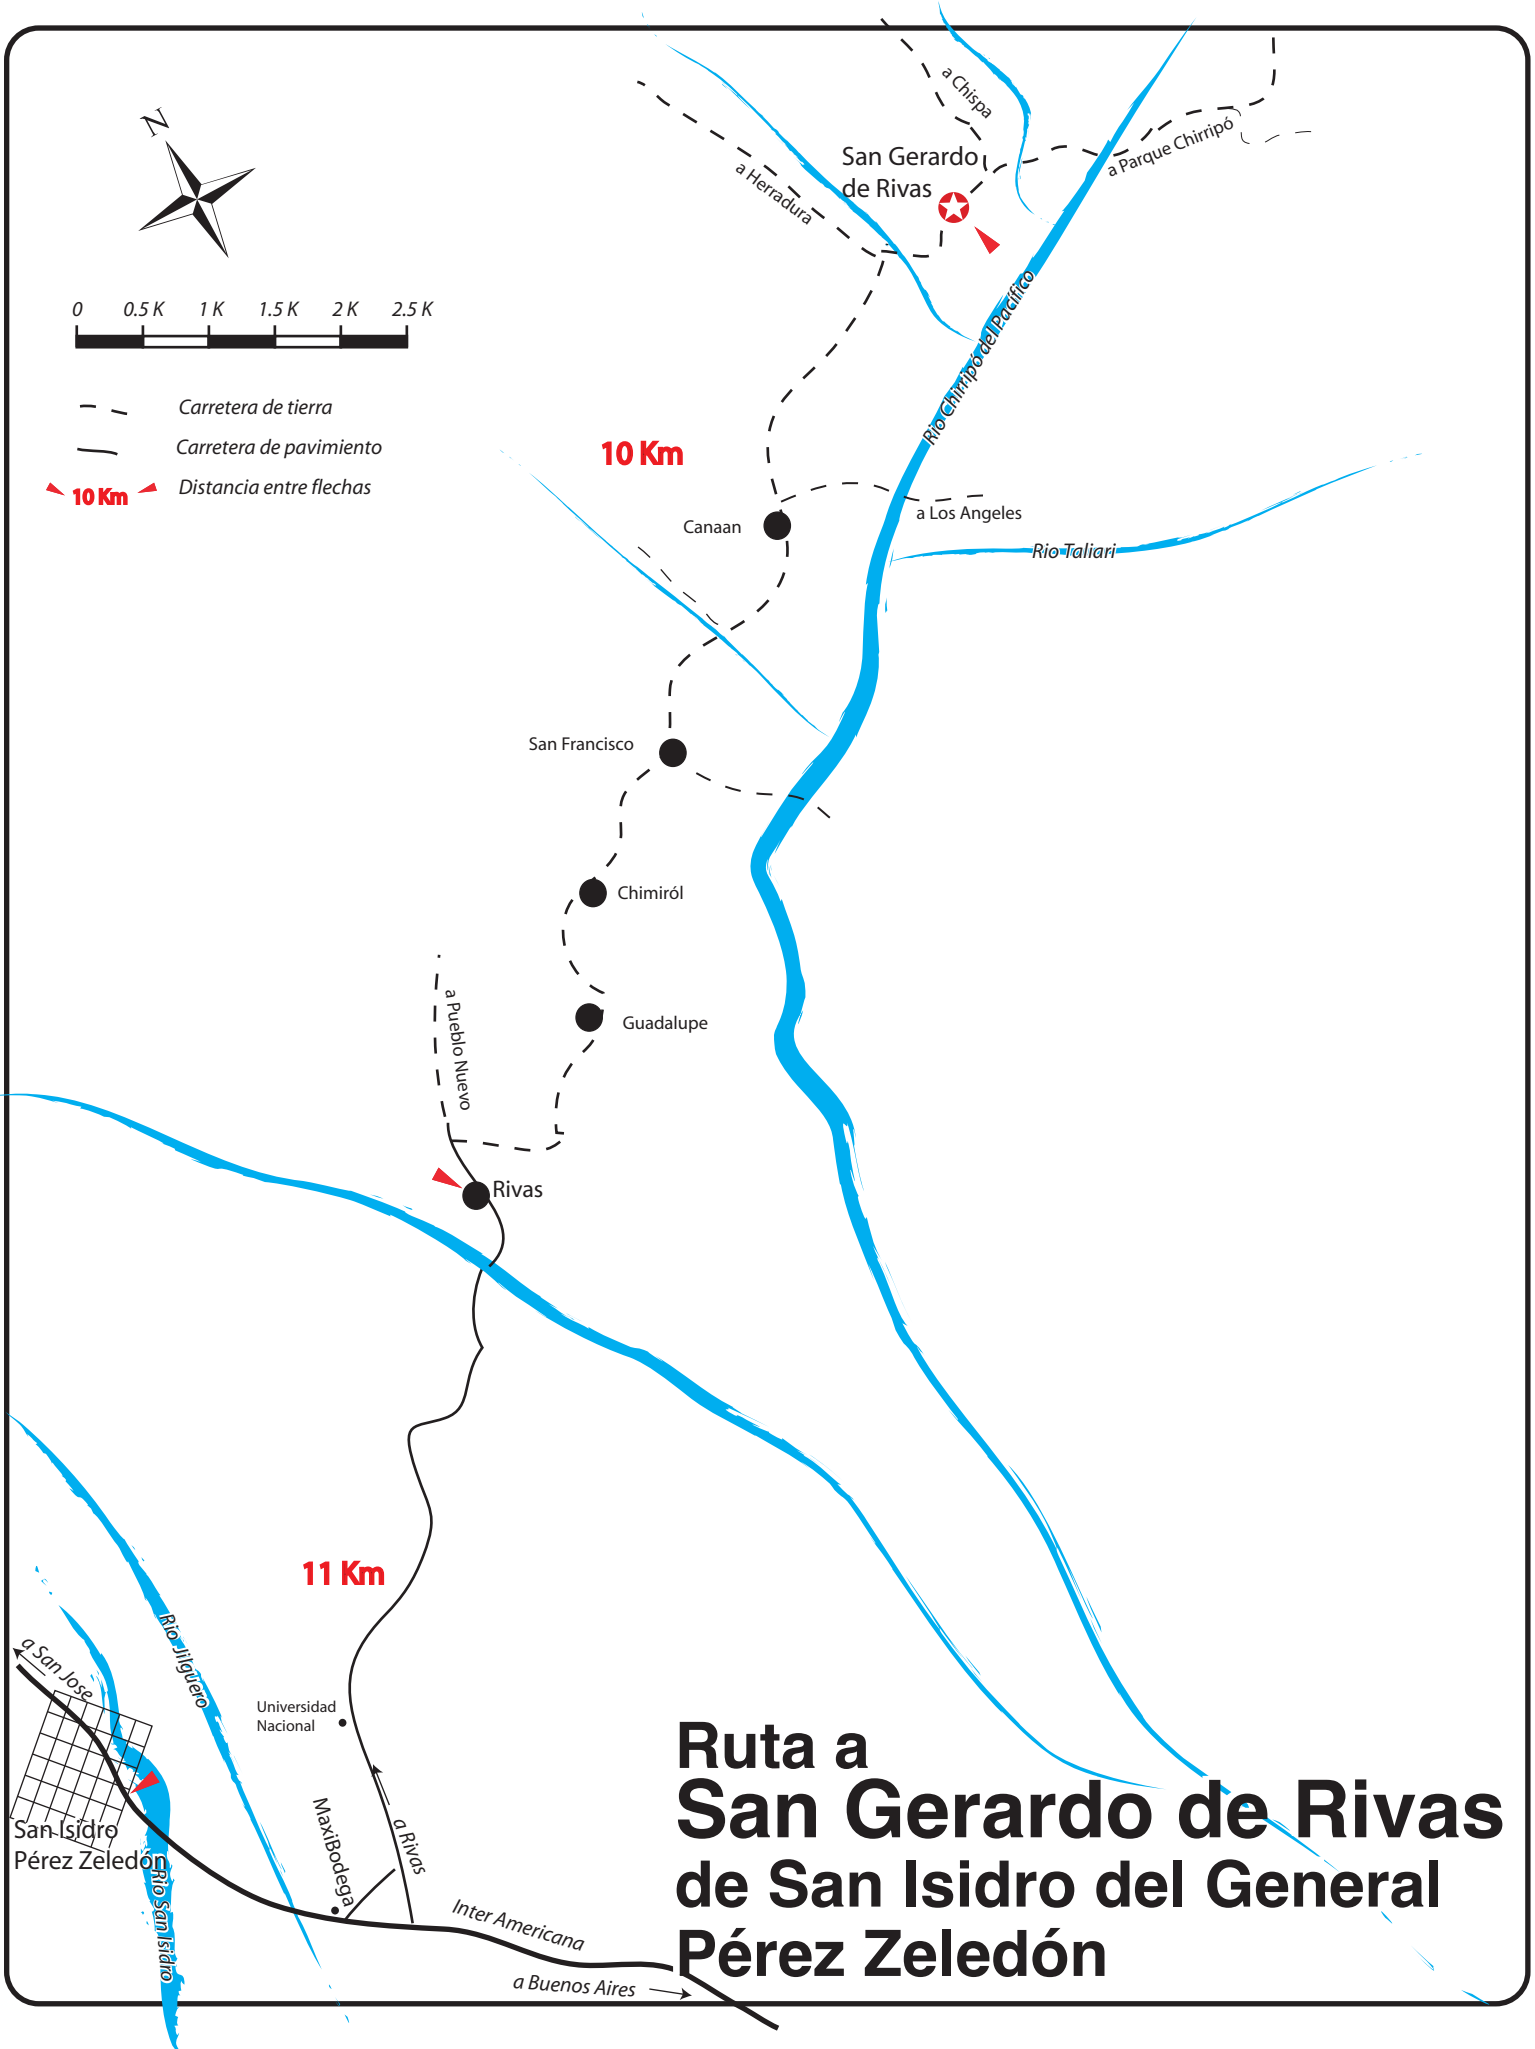 N
a Chispa
San Gerardo
de Rivas
a Parque Chirripó
a Herradura
0 0.5 K 1 K 1.5 K 2 K 2.5 K
Rio Chirripó del Pacífico
Carretera de tierra
Carretera de pavimiento
10 Km Distancia entre flechas
10 Km
Canaan
a Los Angeles
Rio Taliari
San Francisco
Chimiról
a Pueblo Nuevo
Guadalupe
Rivas
11 Km
Rio Jilguero
a San Jose
Universidad
Nacional
San Isidro
Pérez Zeledón
Rio San Isidro
MaxiBodega
a Rivas
Inter Americana
a Buenos Aires
Ruta a
San Gerardo de Rivas
de San Isidro del General
Pérez Zeledón